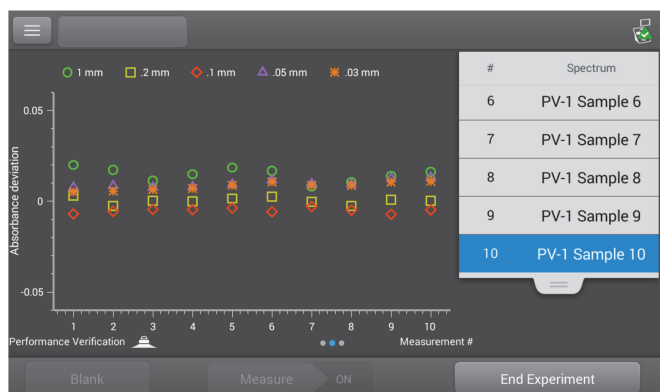 1 mm .2 mm .1 mm .05 mm .03 mm
Absorbance deviation
0.05
0
-0.05
1 2 3 4 5 6 7 8 9 10
Performance Verification
Measurement #
# Spectrum
6 PV-1 Sample 6
7 PV-1 Sample 7
8 PV-1 Sample 8
9 PV-1 Sample 9
10 PV-1 Sample 10
Blank
Measure ON
End Experiment